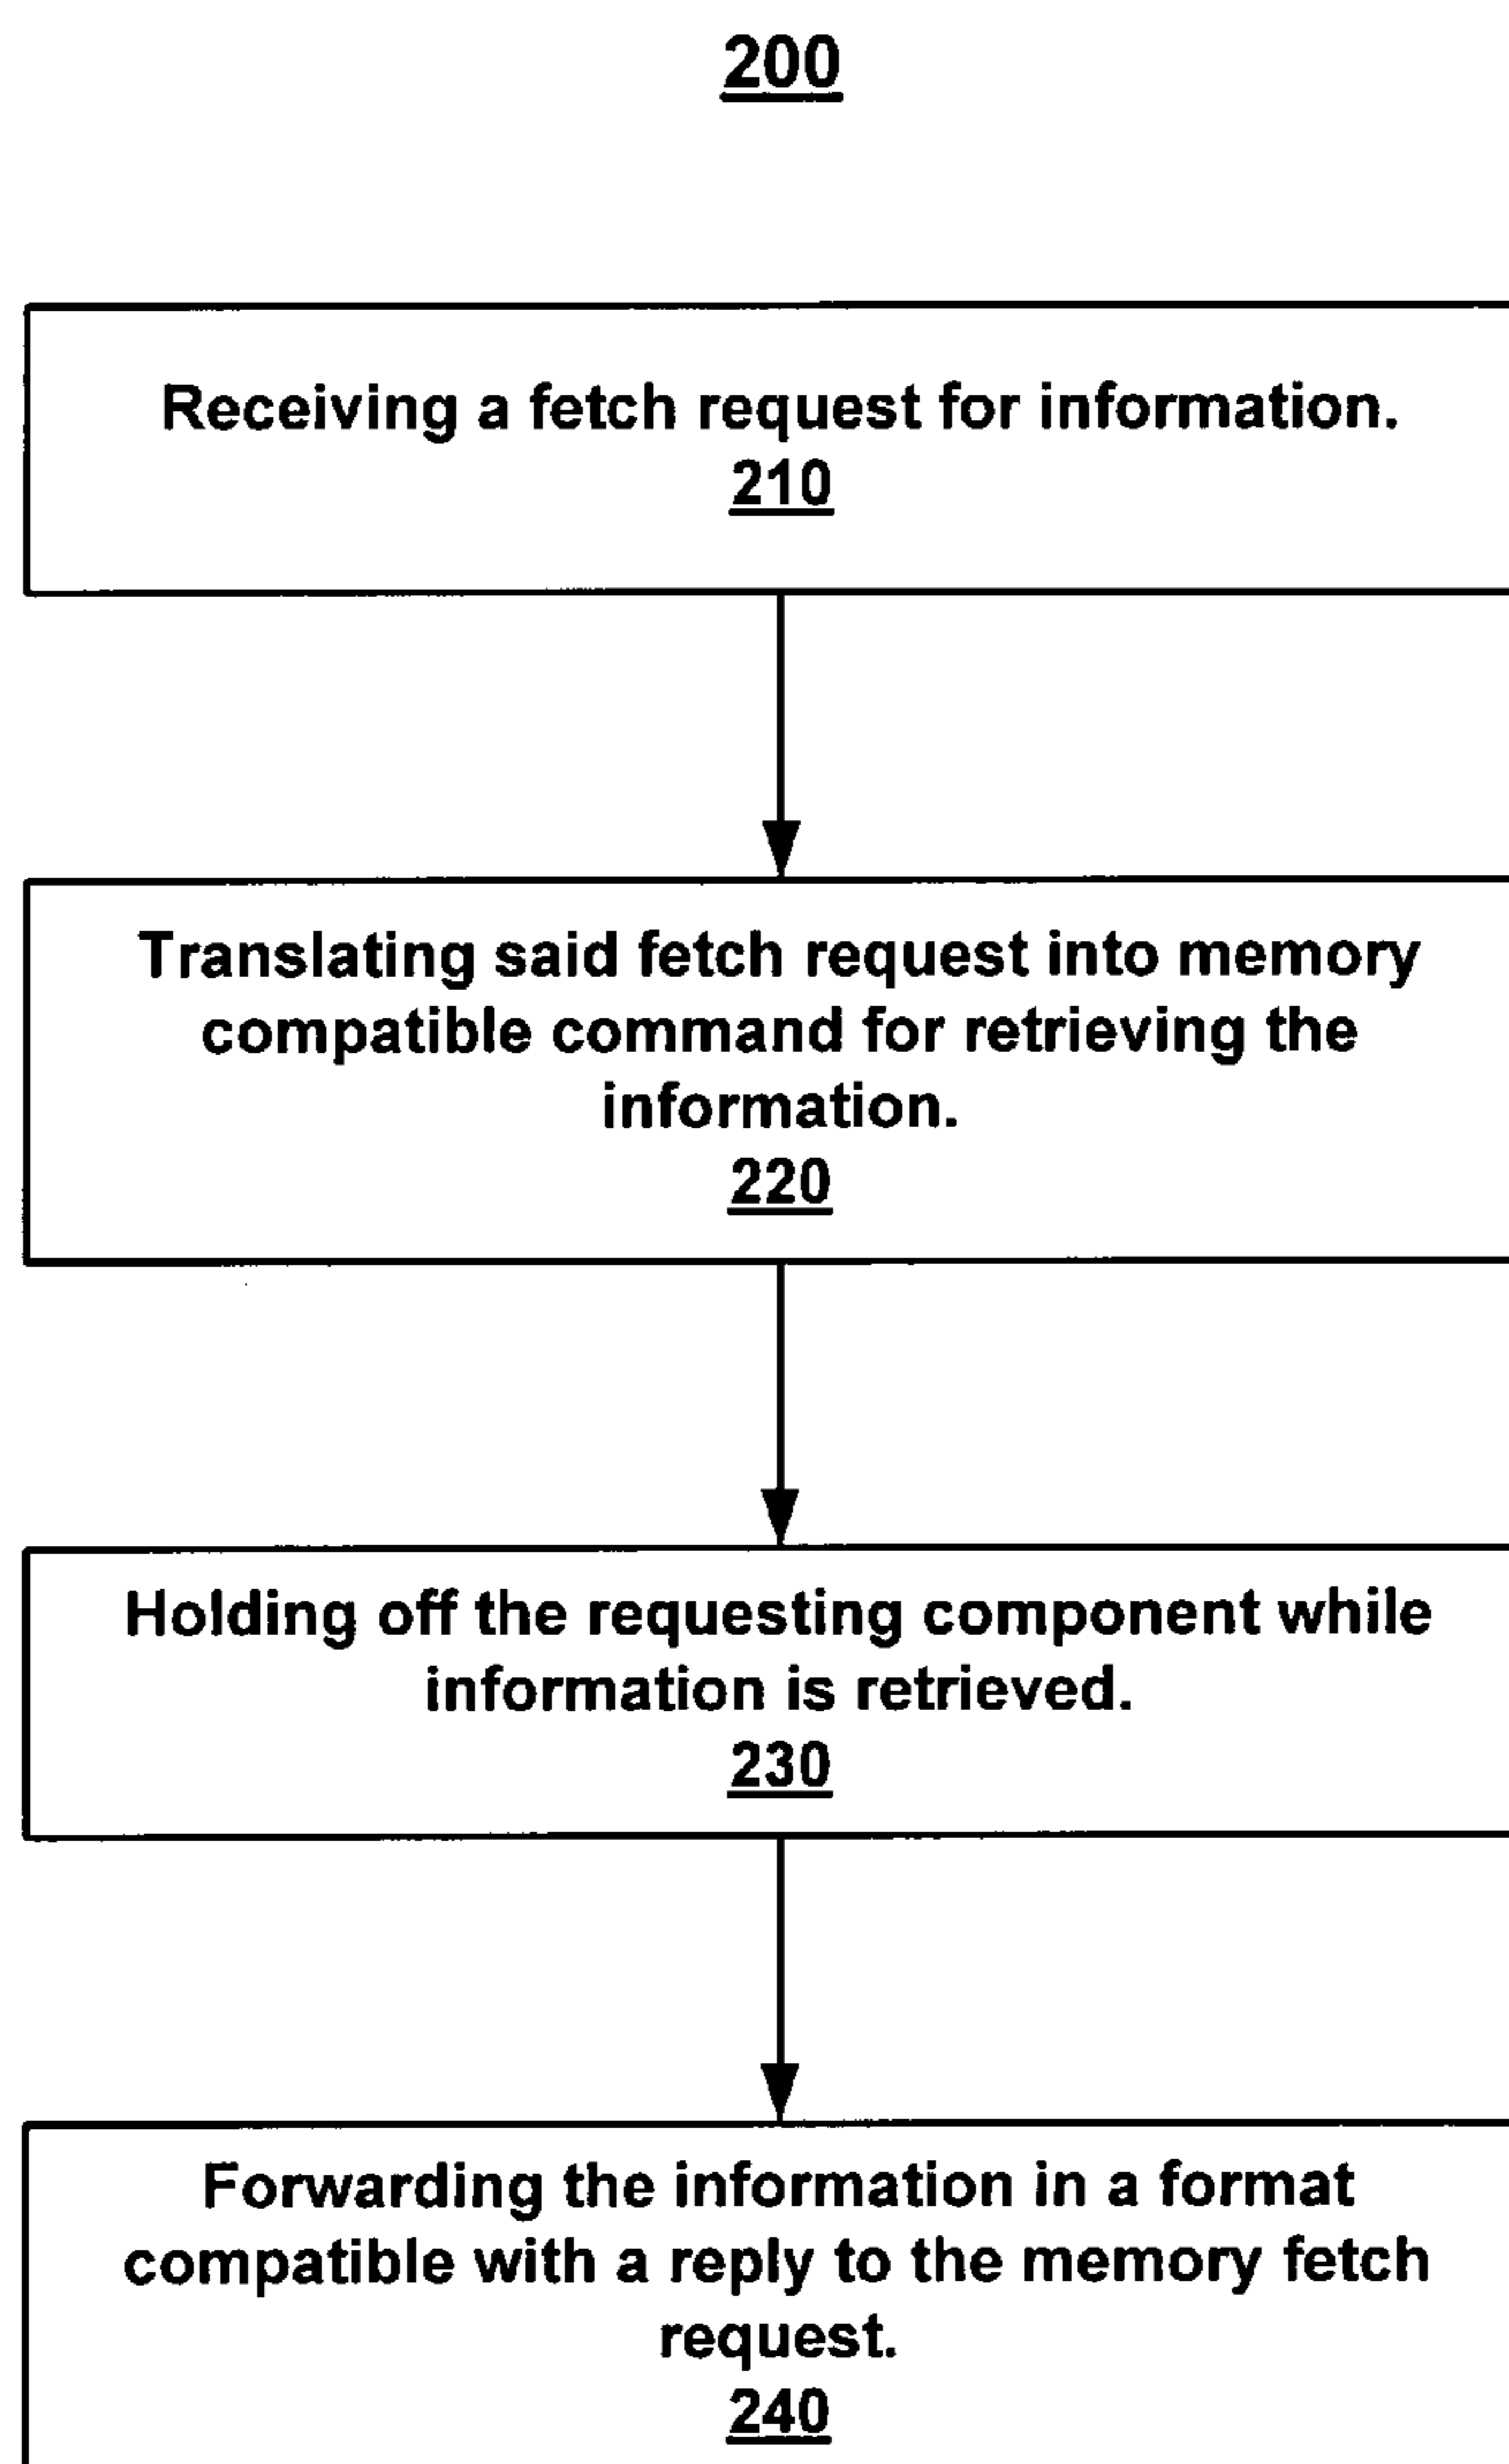 200
Receiving a fetch request for information.
210
Translating said fetch request into memory
compatible command for retrieving the
information.
220
Holding off the requesting component while
information is retrieved.
230
Forwarding the information in a format
compatible with a reply to the memory fetch
request.
240